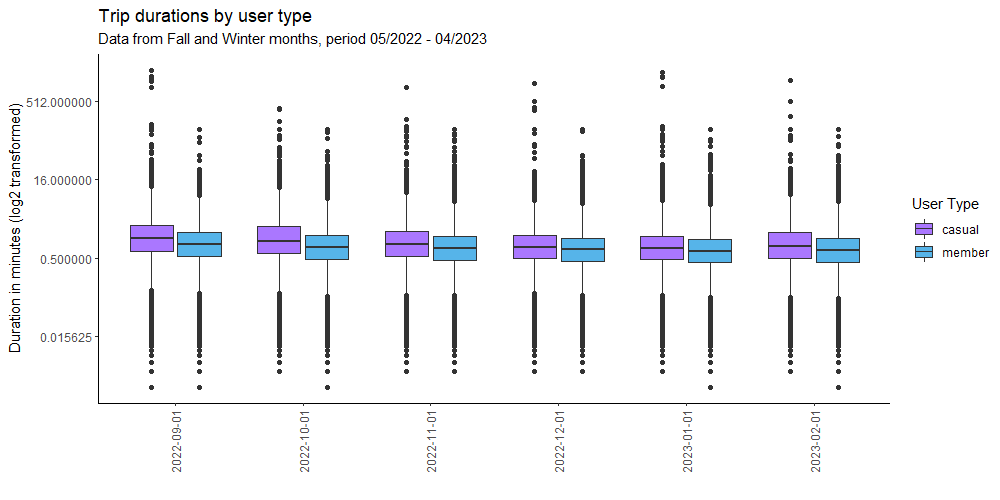 Trip durations by user type
Data from Fall and Winter months, period 05/2022 - 04/2023
Duration in minutes (log2 transformed)
512.000000
16.000000
0.500000
0.015625
2022-09-01
2022-10-01
2022-11-01
2022-12-01
2023-01-01
2023-02-01
User Type
casual
member